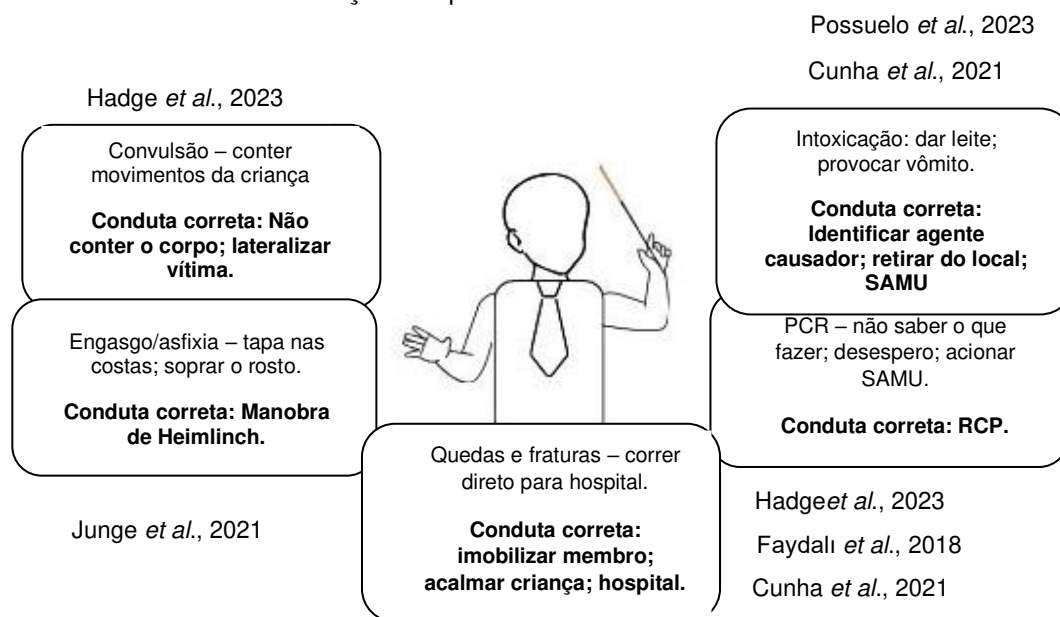 Possuelo et al., 2023
Cunha et al., 2021
Hadge et al., 2023
Convulsão – conter
movimentos da criança
Conduta correta: Não
conter o corpo; lateralizar
vítima.
Engasgo/asfixia – tapa nas
costas; soprar o rosto.
Conduta correta: Manobra
de Heimlinch.
Junge et al., 2021
Intoxicação: dar leite;
provocar vômito.
Conduta correta:
Identificar agente
causador; retirar do local;
SAMU
PCR – não saber o que
fazer; desespero; acionar
SAMU.
Conduta correta: RCP.
Quedas e fraturas – correr
direto para hospital.
Conduta correta:
imobilizar membro;
acalmar criança; hospital.
Hadgeet al., 2023
Faydalı et al., 2018
Cunha et al., 2021